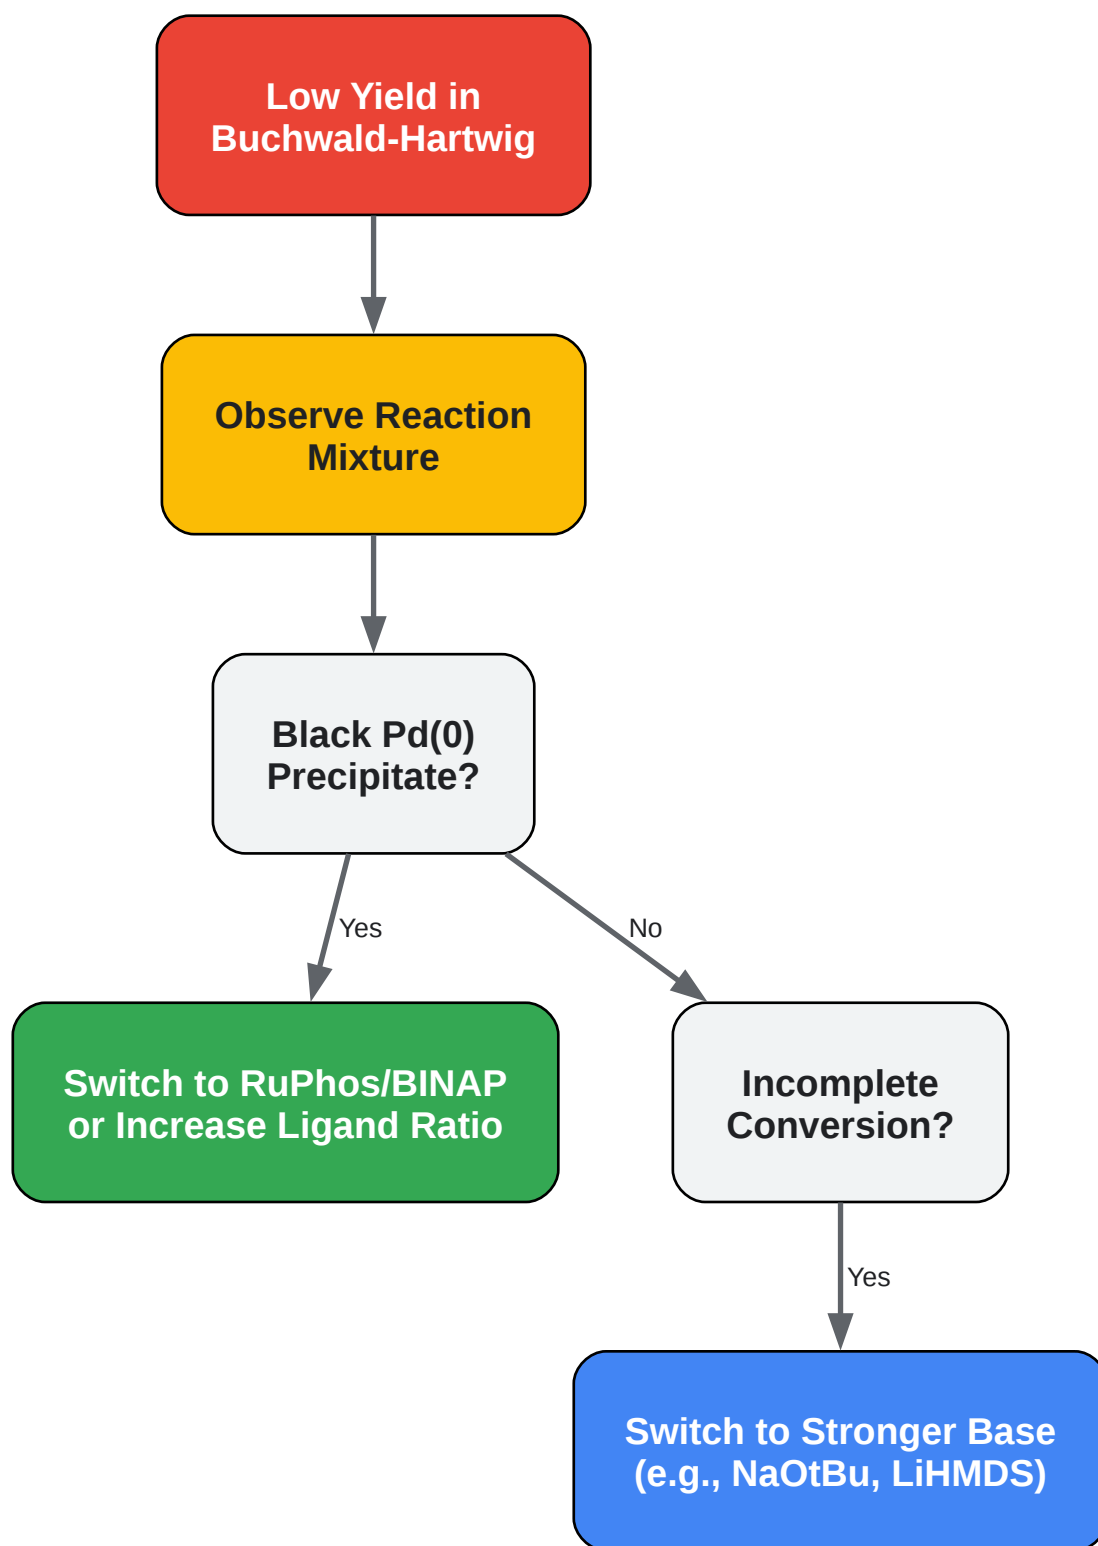 Low Yield in
Buchwald-Hartwig
Observe Reaction
Mixture
Black Pd(0)
Precipitate?
Yes
No
Switch to RuPhos/BINAP
or Increase Ligand Ratio
Incomplete
Conversion?
Yes
Switch to Stronger Base
(e.g., NaOtBu, LiHMDS)